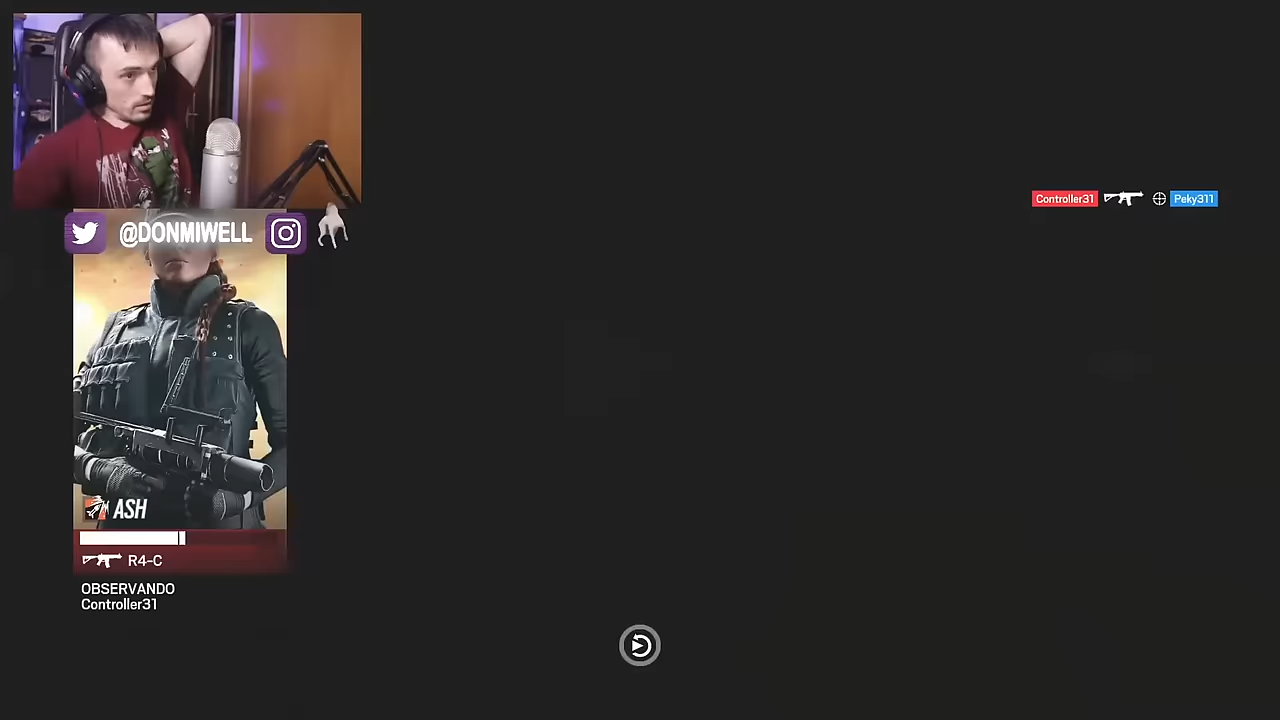 @DONMIWELL
Controller31 Peky311
ASH
R4-C
OBSERVANDO
Controller31